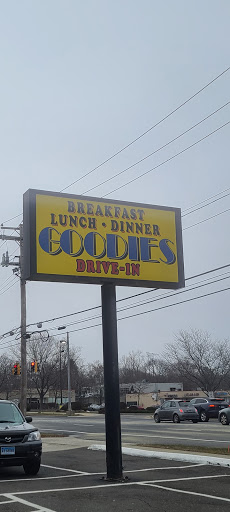 BREAKFAST
LUNCH • DINNER
GOODIES
DRIVE-IN